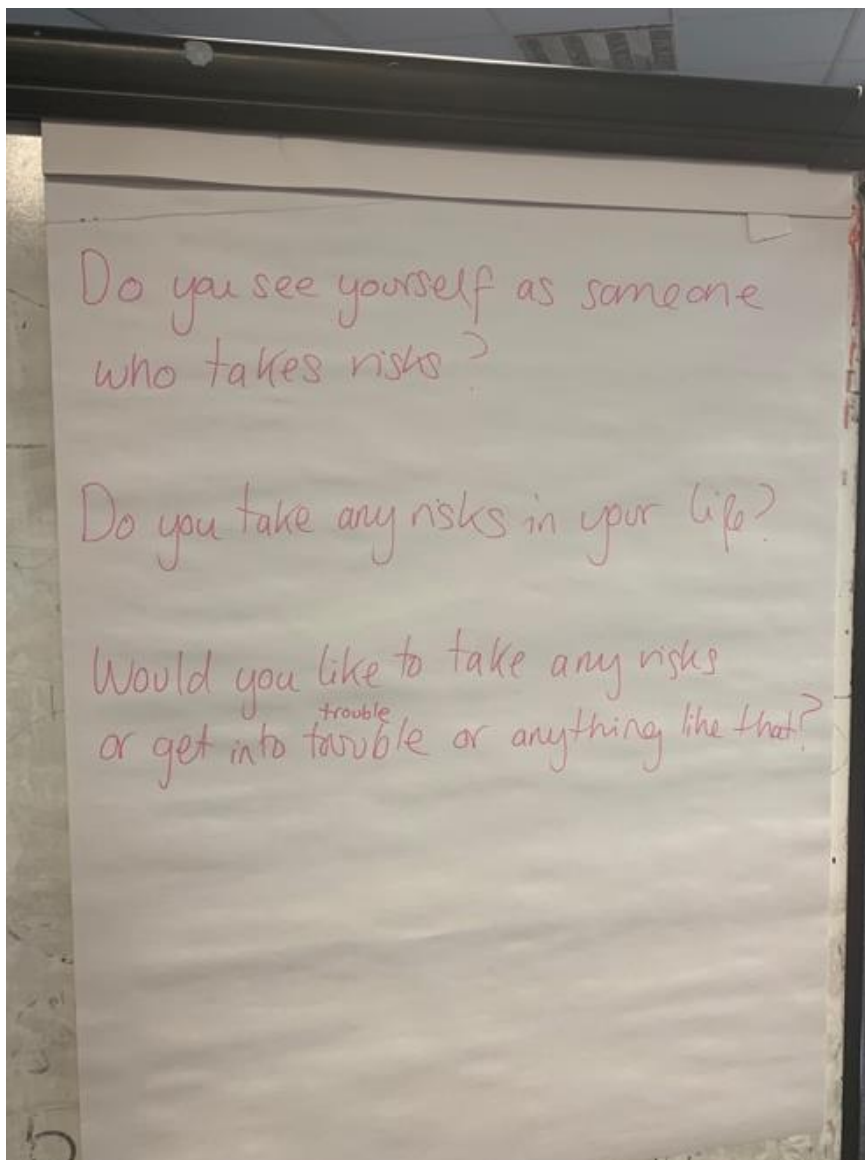 Do you see yourself as someone
who takes risks?
Do you take any risks in your life?
Would you like to take any risks
trouble
or get into touble or anything like that?